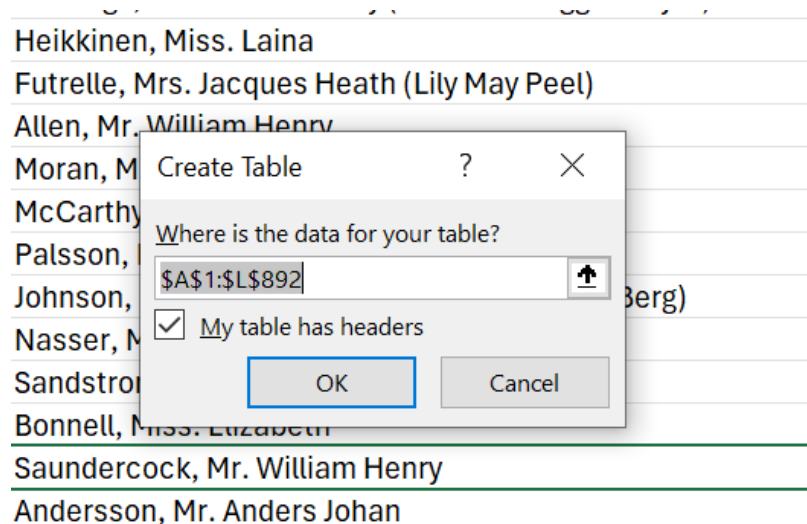 Heikkinen, Miss. Laina
Futrelle, Mrs. Jacques Heath (Lily May Peel)
Allen, Mr. William Henry
Moran, M
Create Table ?
McCarthy
Where is the data for your table?
Palsson,
$A$1:$L$892
Johnson, Berg)
My table has headers
Nasser, M
Sandstro
OK Cancel
Bonnell, Miss. Elizabeth
Saundercock, Mr. William Henry
Andersson, Mr. Anders Johan